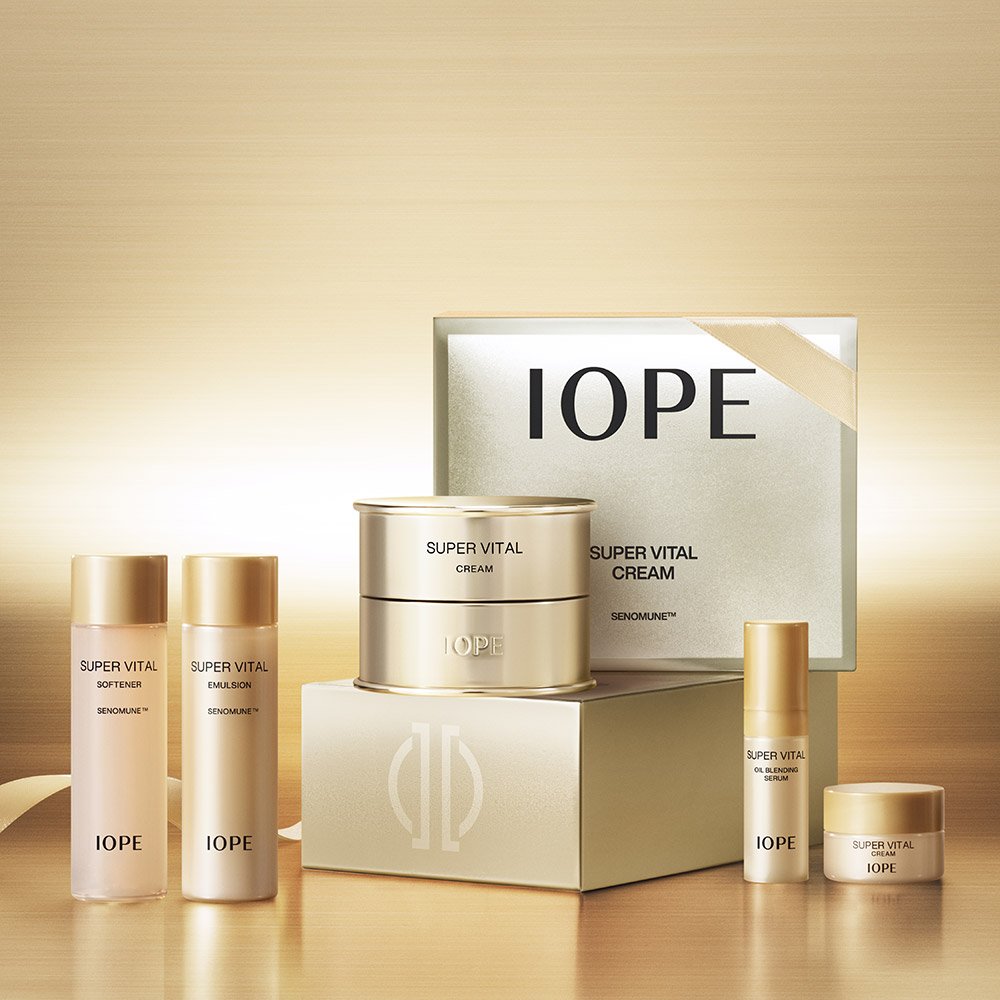 IOPE
SUPER VITAL
CREAM
SENOMUNE™
SUPER VITAL
CREAM
IOPE
SUPER VITAL
SOFTENER
SENOMUNE™
IOPE
SUPER VITAL
EMULSION
SENOMUNE™
IOPE
SUPER VITAL
OIL BLENDING
SERUM
IOPE
SUPER VITAL
CREAM
IOPE